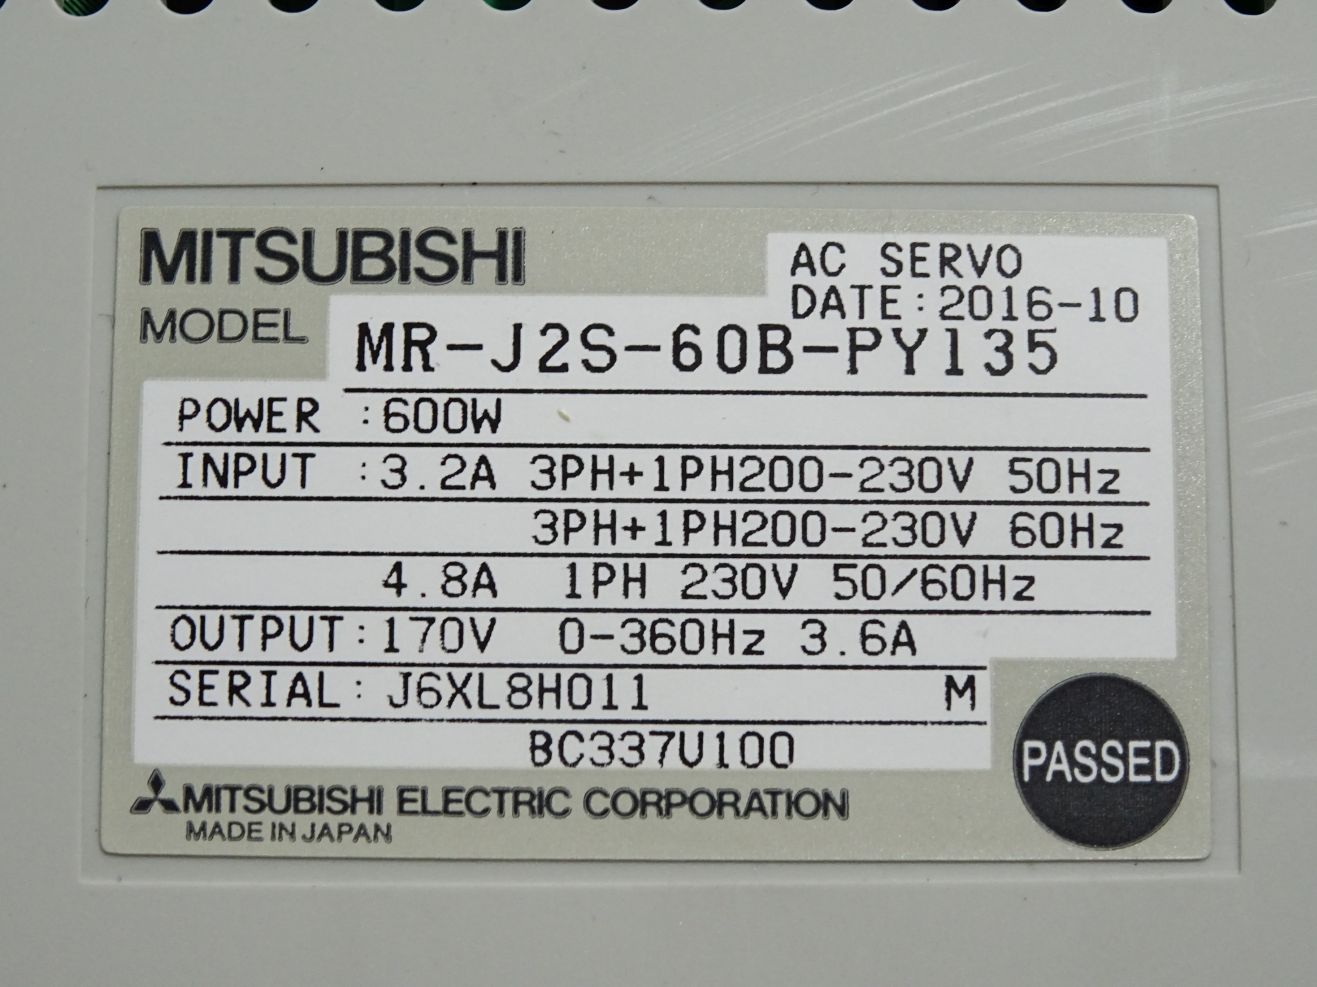 MITSUBISHI
AC SERVO
DATE:2016-10
MODEL MR-J2S-60B-PY135
POWER :600W
INPUT :3.2A 3PH+1PH200-230V 50Hz
3PH+1PH200-230V 60Hz
4.8A 1PH 230V 50/60Hz
OUTPUT:170V 0-360Hz 3.6A
SERIAL: J6XL8H011 M
BC337U100
PASSED
MITSUBISHI ELECTRIC CORPORATION
MADE IN JAPAN